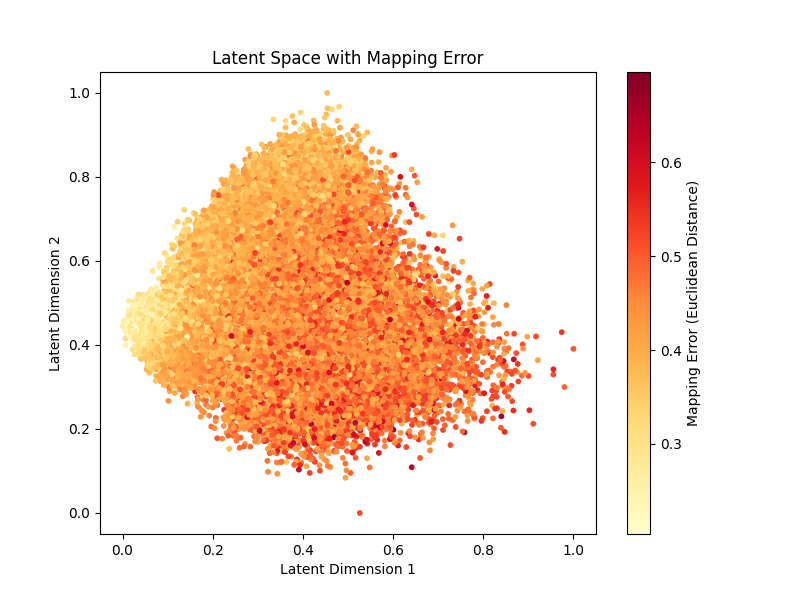 Latent Space with Mapping Error
1.0
0.8
0.6
0.4
0.2
0.0
Latent Dimension 2
0.0 0.2 0.4 0.6 0.8 1.0
Latent Dimension 1
0.6
0.5
0.4
0.3
Mapping Error (Euclidean Distance)